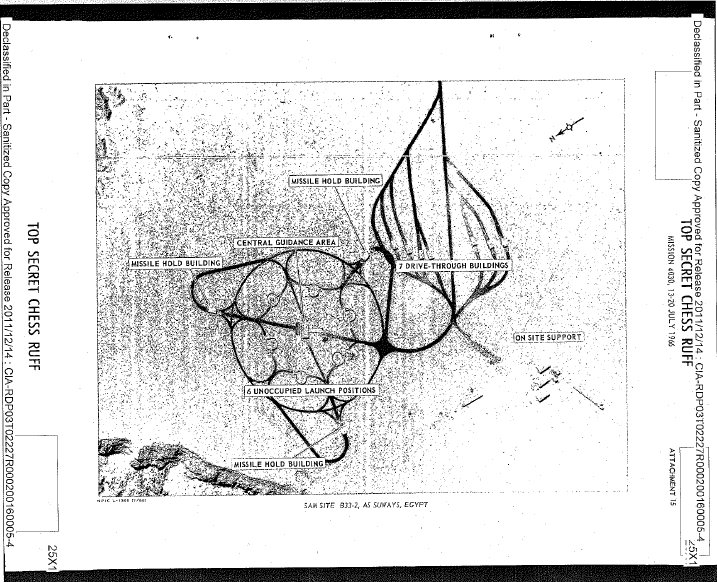 Declassified in Part - Sanitized Copy Approved for Release 2011/12/14 : CIA-RDP03T02227R000200160005-4
TOP SECRET CHESS RUFF
MISSION 4030, 13-20 JULY 1966
ATTACHMENT 15
25X1
N
MISSILE HOLD BUILDING
CENTRAL GUIDANCE AREA
MISSILE HOLD BUILDING
7 DRIVE-THROUGH BUILDINGS
ON SITE SUPPORT
6 UNOCCUPIED LAUNCH POSITIONS
MISSILE HOLD BUILDING
SAM SITE B33-2, AS SUWAYS, EGYPT
TOP SECRET CHESS RUFF
25X1
Declassified in Part - Sanitized Copy Approved for Release 2011/12/14 : CIA-RDP03T02227R000200160005-4